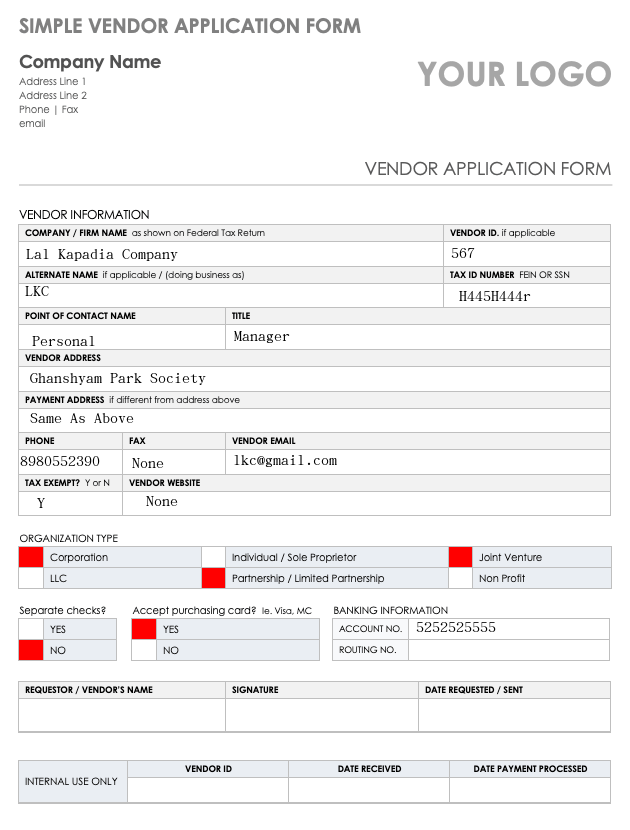 SIMPLE VENDOR APPLICATION FORM
Company Name
YOUR LOGO
Address Line 1
Address Line 2
Phone | Fax
email
VENDOR APPLICATION FORM
VENDOR INFORMATION
COMPANY / FIRM NAME as shown on Federal Tax Return
VENDOR ID. if applicable
Lal Kapadia Company
567
ALTERNATE NAME if applicable / (doing business as)
TAX ID NUMBER FEIN OR SSN
LKC
H445H444r
POINT OF CONTACT NAME
TITLE
Personal
Manager
VENDOR ADDRESS
Ghanshyam Park Society
PAYMENT ADDRESS if different from address above
Same As Above
PHONE
FAX
VENDOR EMAIL
8980552390
None
lkc@gmail.com
TAX EXEMPT? Y or N
VENDOR WEBSITE
Y
None
ORGANIZATION TYPE
Corporation
Individual / Sole Proprietor
Joint Venture
LLC
Partnership / Limited Partnership
Non Profit
Separate checks?
Accept purchasing card? Ie. Visa, MC
BANKING INFORMATION
YES
YES
ACCOUNT NO.
5252525555
NO
NO
ROUTING NO.
REQUESTOR / VENDOR'S NAME
SIGNATURE
DATE REQUESTED / SENT
INTERNAL USE ONLY
VENDOR ID
DATE RECEIVED
DATE PAYMENT PROCESSED